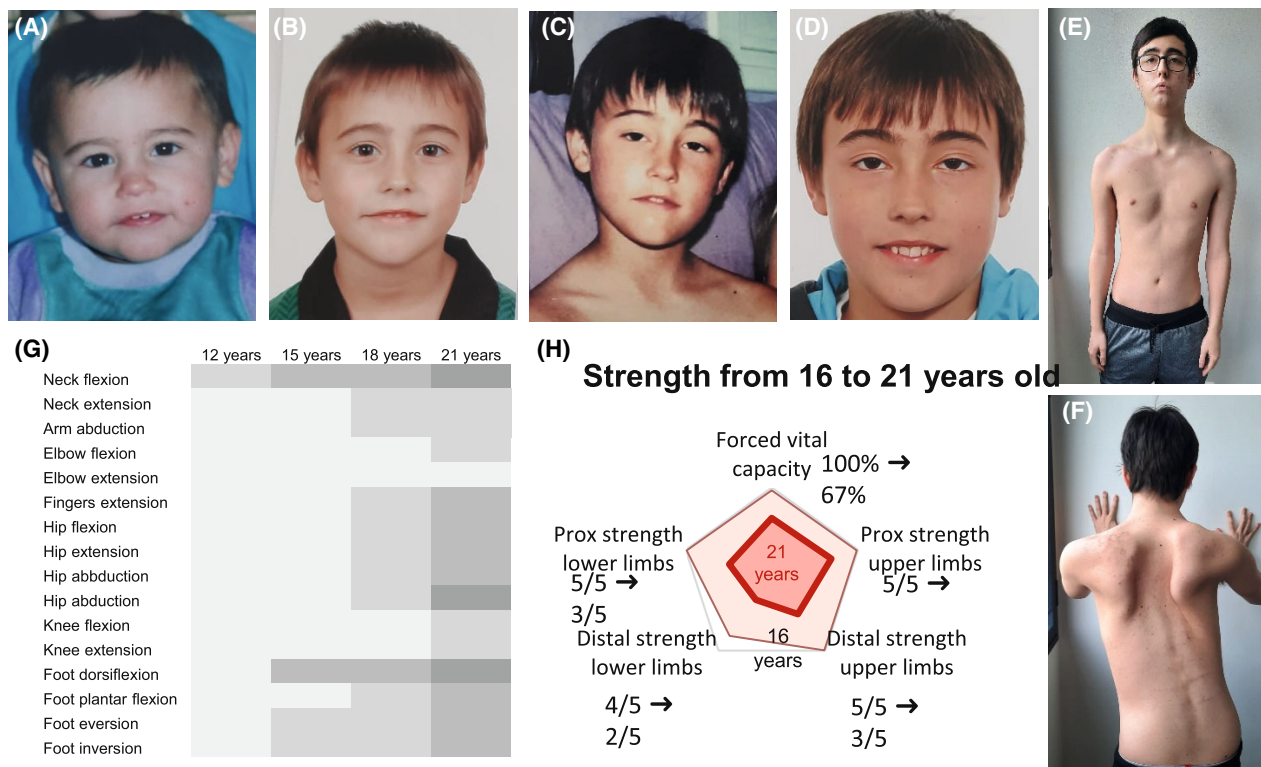 (A)
(B)
(C)
(D)
(E)
(F)
(G)
12 years 15 years 18 years 21 years
Neck flexion
Neck extension
Arm abduction
Elbow flexion
Elbow extension
Fingers extension
Hip flexion
Hip extension
Hip abbduction
Hip abduction
Knee flexion
Knee extension
Foot dorsiflexion
Foot plantar flexion
Foot eversion
Foot inversion
(H)
Strength from 16 to 21 years old
Forced vital
capacity
100% ➔
67%
Prox strength
lower limbs
5/5 ➔
3/5
Prox strength
upper limbs
5/5 ➔
21
years
16
years
Distal strength
lower limbs
4/5 ➔
2/5
Distal strength
upper limbs
5/5 ➔
3/5